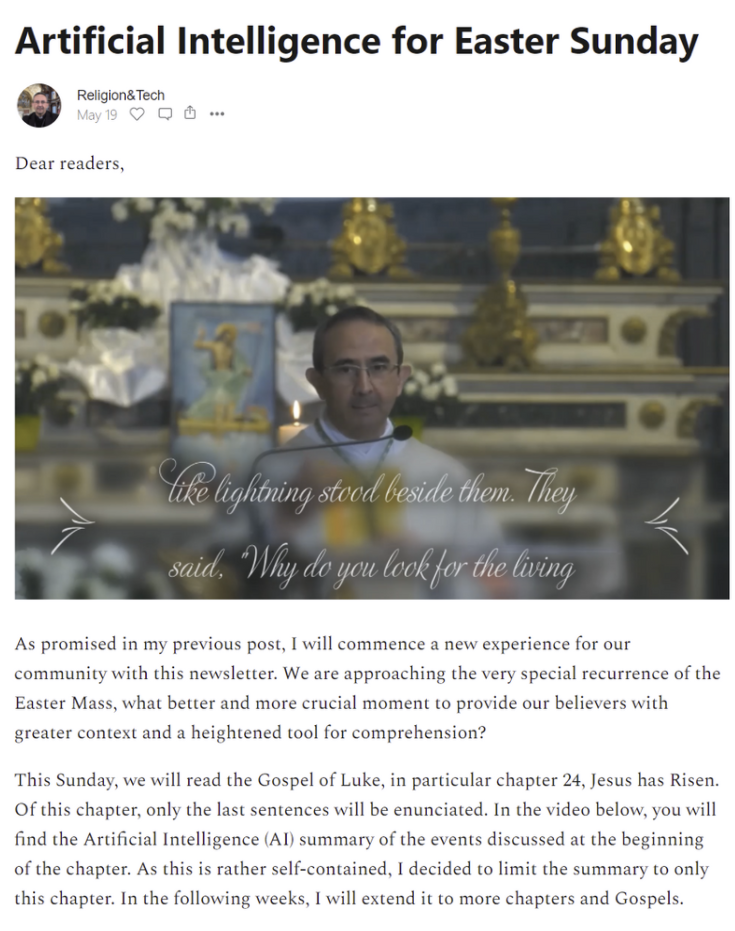 Artificial Intelligence for Easter Sunday
Religion&Tech
May 19
Dear readers,
like lightning stood beside them. They
said, "Why do you look for the living
As promised in my previous post, I will commence a new experience for our
community with this newsletter. We are approaching the very special recurrence of the
Easter Mass, what better and more crucial moment to provide our believers with
greater context and a heightened tool for comprehension?
This Sunday, we will read the Gospel of Luke, in particular chapter 24, Jesus has Risen.
Of this chapter, only the last sentences will be enunciated. In the video below, you will
find the Artificial Intelligence (AI) summary of the events discussed at the beginning
of the chapter. As this is rather self-contained, I decided to limit the summary to only
this chapter. In the following weeks, I will extend it to more chapters and Gospels.